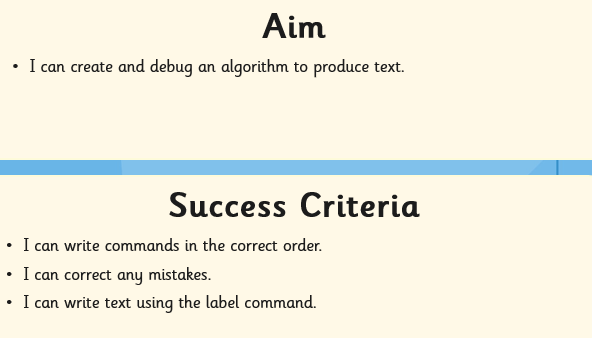 Aim
• I can create and debug an algorithm to produce text.
Success Criteria
• I can write commands in the correct order.
• I can correct any mistakes.
• I can write text using the label command.